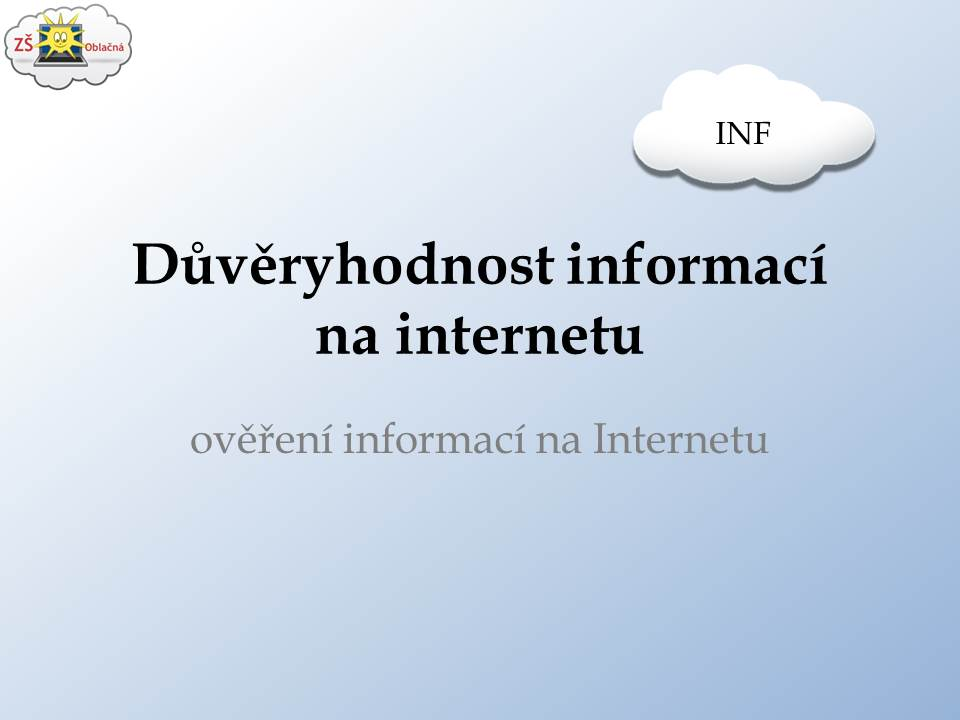 ZŠ Oblačná
INF
Důvěryhodnost informací
na internetu
ověření informací na Internetu